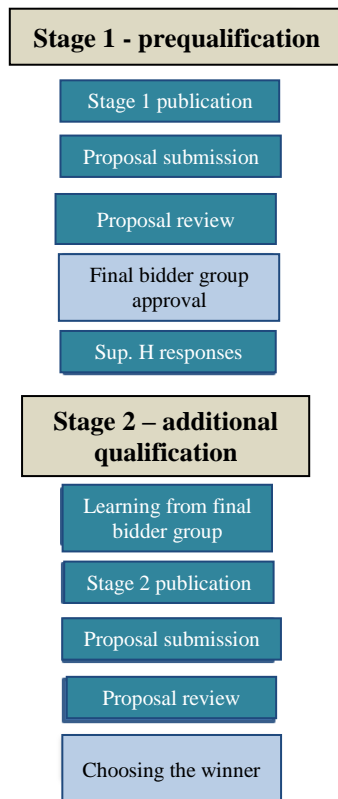 Stage 1 - prequalification
Stage 1 publication
Proposal submission
Proposal review
Final bidder group
approval
Sup. H responses
Stage 2 – additional
qualification
Learning from final
bidder group
Stage 2 publication
Proposal submission
Proposal review
Choosing the winner